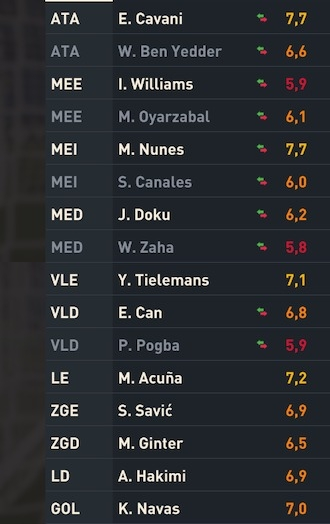 ATA E. Cavani 7,7
ATA W. Ben Yedder 6,6
MEE I. Williams 5,9
MEE M. Oyarzabal 6,1
MEI M. Nunes 7,7
MEI S. Canales 6,0
MED J. Doku 6,2
MED W. Zaha 5,8
VLE Y. Tielemans 7,1
VLD E. Can 6,8
VLD P. Pogba 5,9
LE M. Acuña 7,2
ZGE S. Savić 6,9
ZGD M. Ginter 6,5
LD A. Hakimi 6,9
GOL K. Navas 7,0